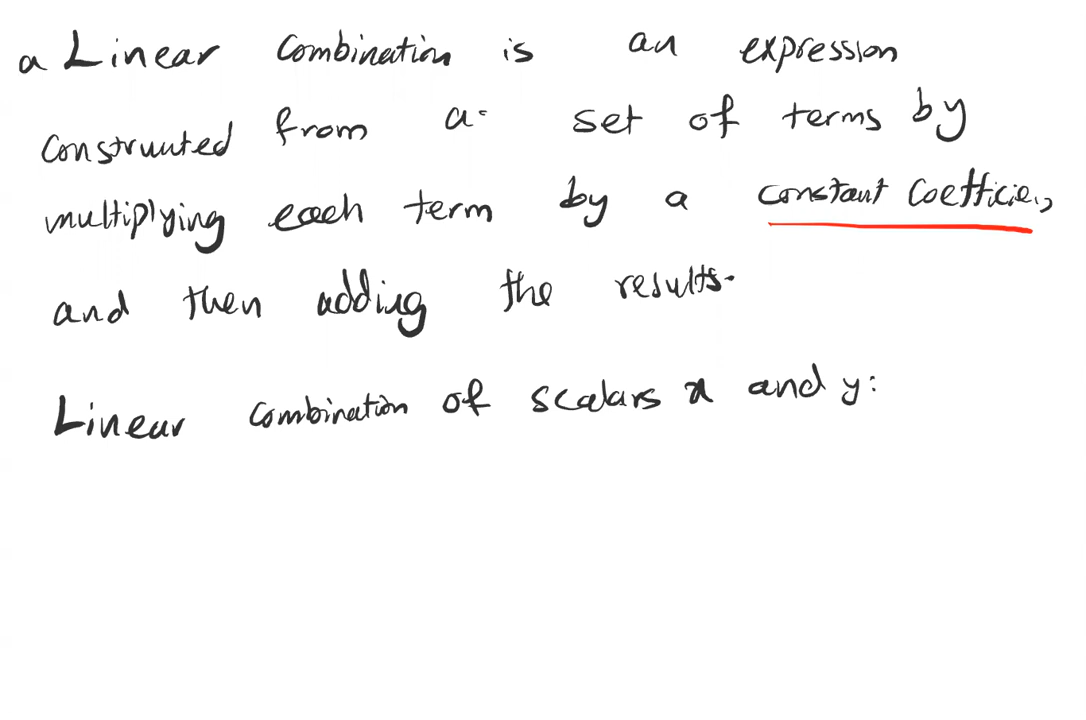 a Linear Combination is an expression
Constructed from a set of terms by
multiplying each term by a constant Coefficien,
and then adding the results.
Linear Combination of scalars x and y: